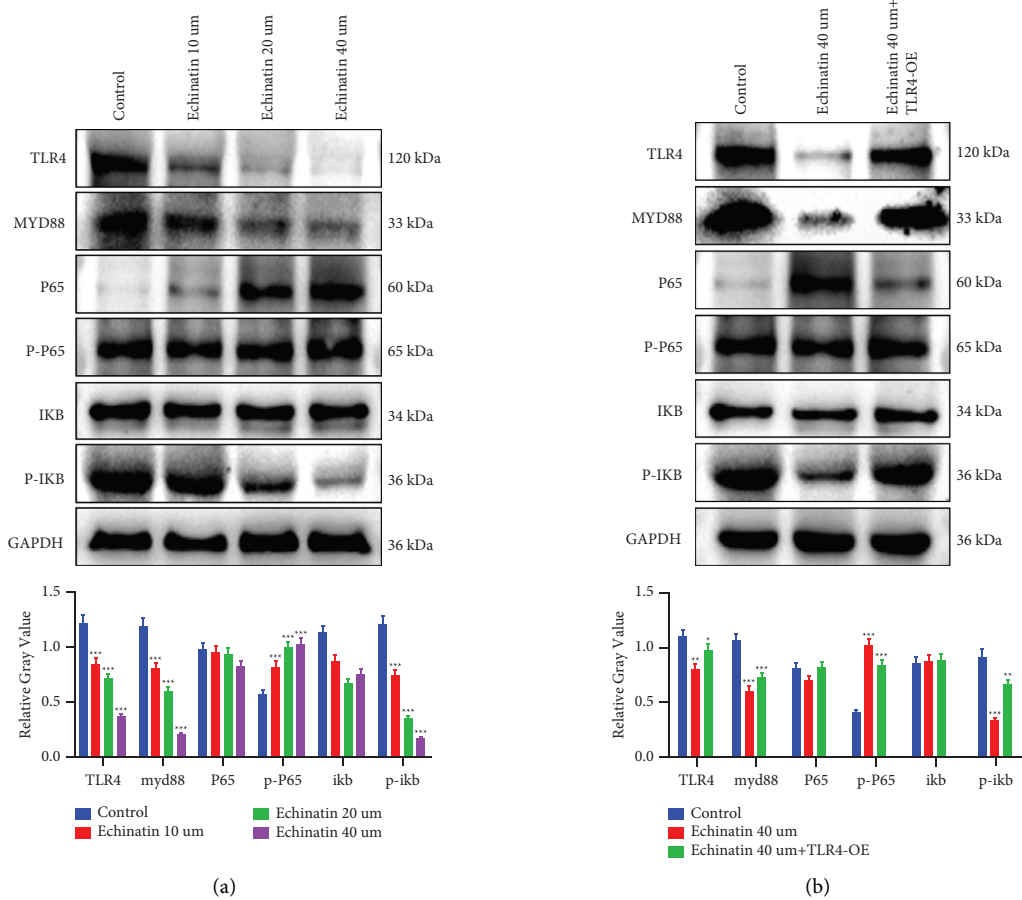 Control
Echinatin 10 um
Echinatin 20 um
Echinatin 40 um
TLR4
120 kDa
MYD88
33 kDa
P65
60 kDa
P-P65
65 kDa
IKB
34 kDa
P-IKB
36 kDa
GAPDH
36 kDa
Relative Gray Value
1.5
1.0
0.5
0.0
***
***
***
***
***
***
***
***
***
***
***
***
TLR4
myd88
P65
p-P65
ikb
p-ikb
Control
Echinatin 10 um
Echinatin 20 um
Echinatin 40 um
(a)
Control
Echinatin 40 um
Echinatin 40 um+
TLR4-OE
TLR4
120 kDa
MYD88
33 kDa
P65
60 kDa
P-P65
65 kDa
IKB
34 kDa
P-IKB
36 kDa
GAPDH
36 kDa
Relative Gray Value
1.5
1.0
0.5
0.0
**
*
***
***
***
***
***
**
TLR4
myd88
P65
p-P65
ikb
p-ikb
Control
Echinatin 40 um
Echinatin 40 um+TLR4-OE
(b)